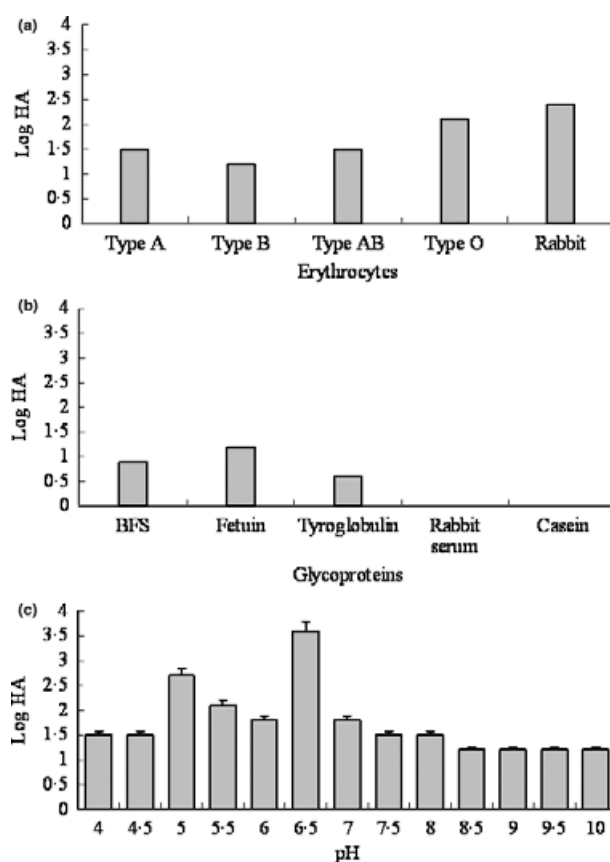 (a)
4
3·5
3
2·5
2
1·5
1
0·5
0
Log HA
Type A Type B Type AB Type O Rabbit
Erythrocytes
(b)
4
3·5
3
2·5
2
1·5
1
0·5
0
Log HA
BFS Fetuin Tyroglobulin Rabbit serum Casein
Glycoproteins
(c)
4
3·5
3
2·5
2
1·5
1
0·5
0
Log HA
4 4·5 5 5·5 6 6·5 7 7·5 8 8·5 9 9·5 10
pH